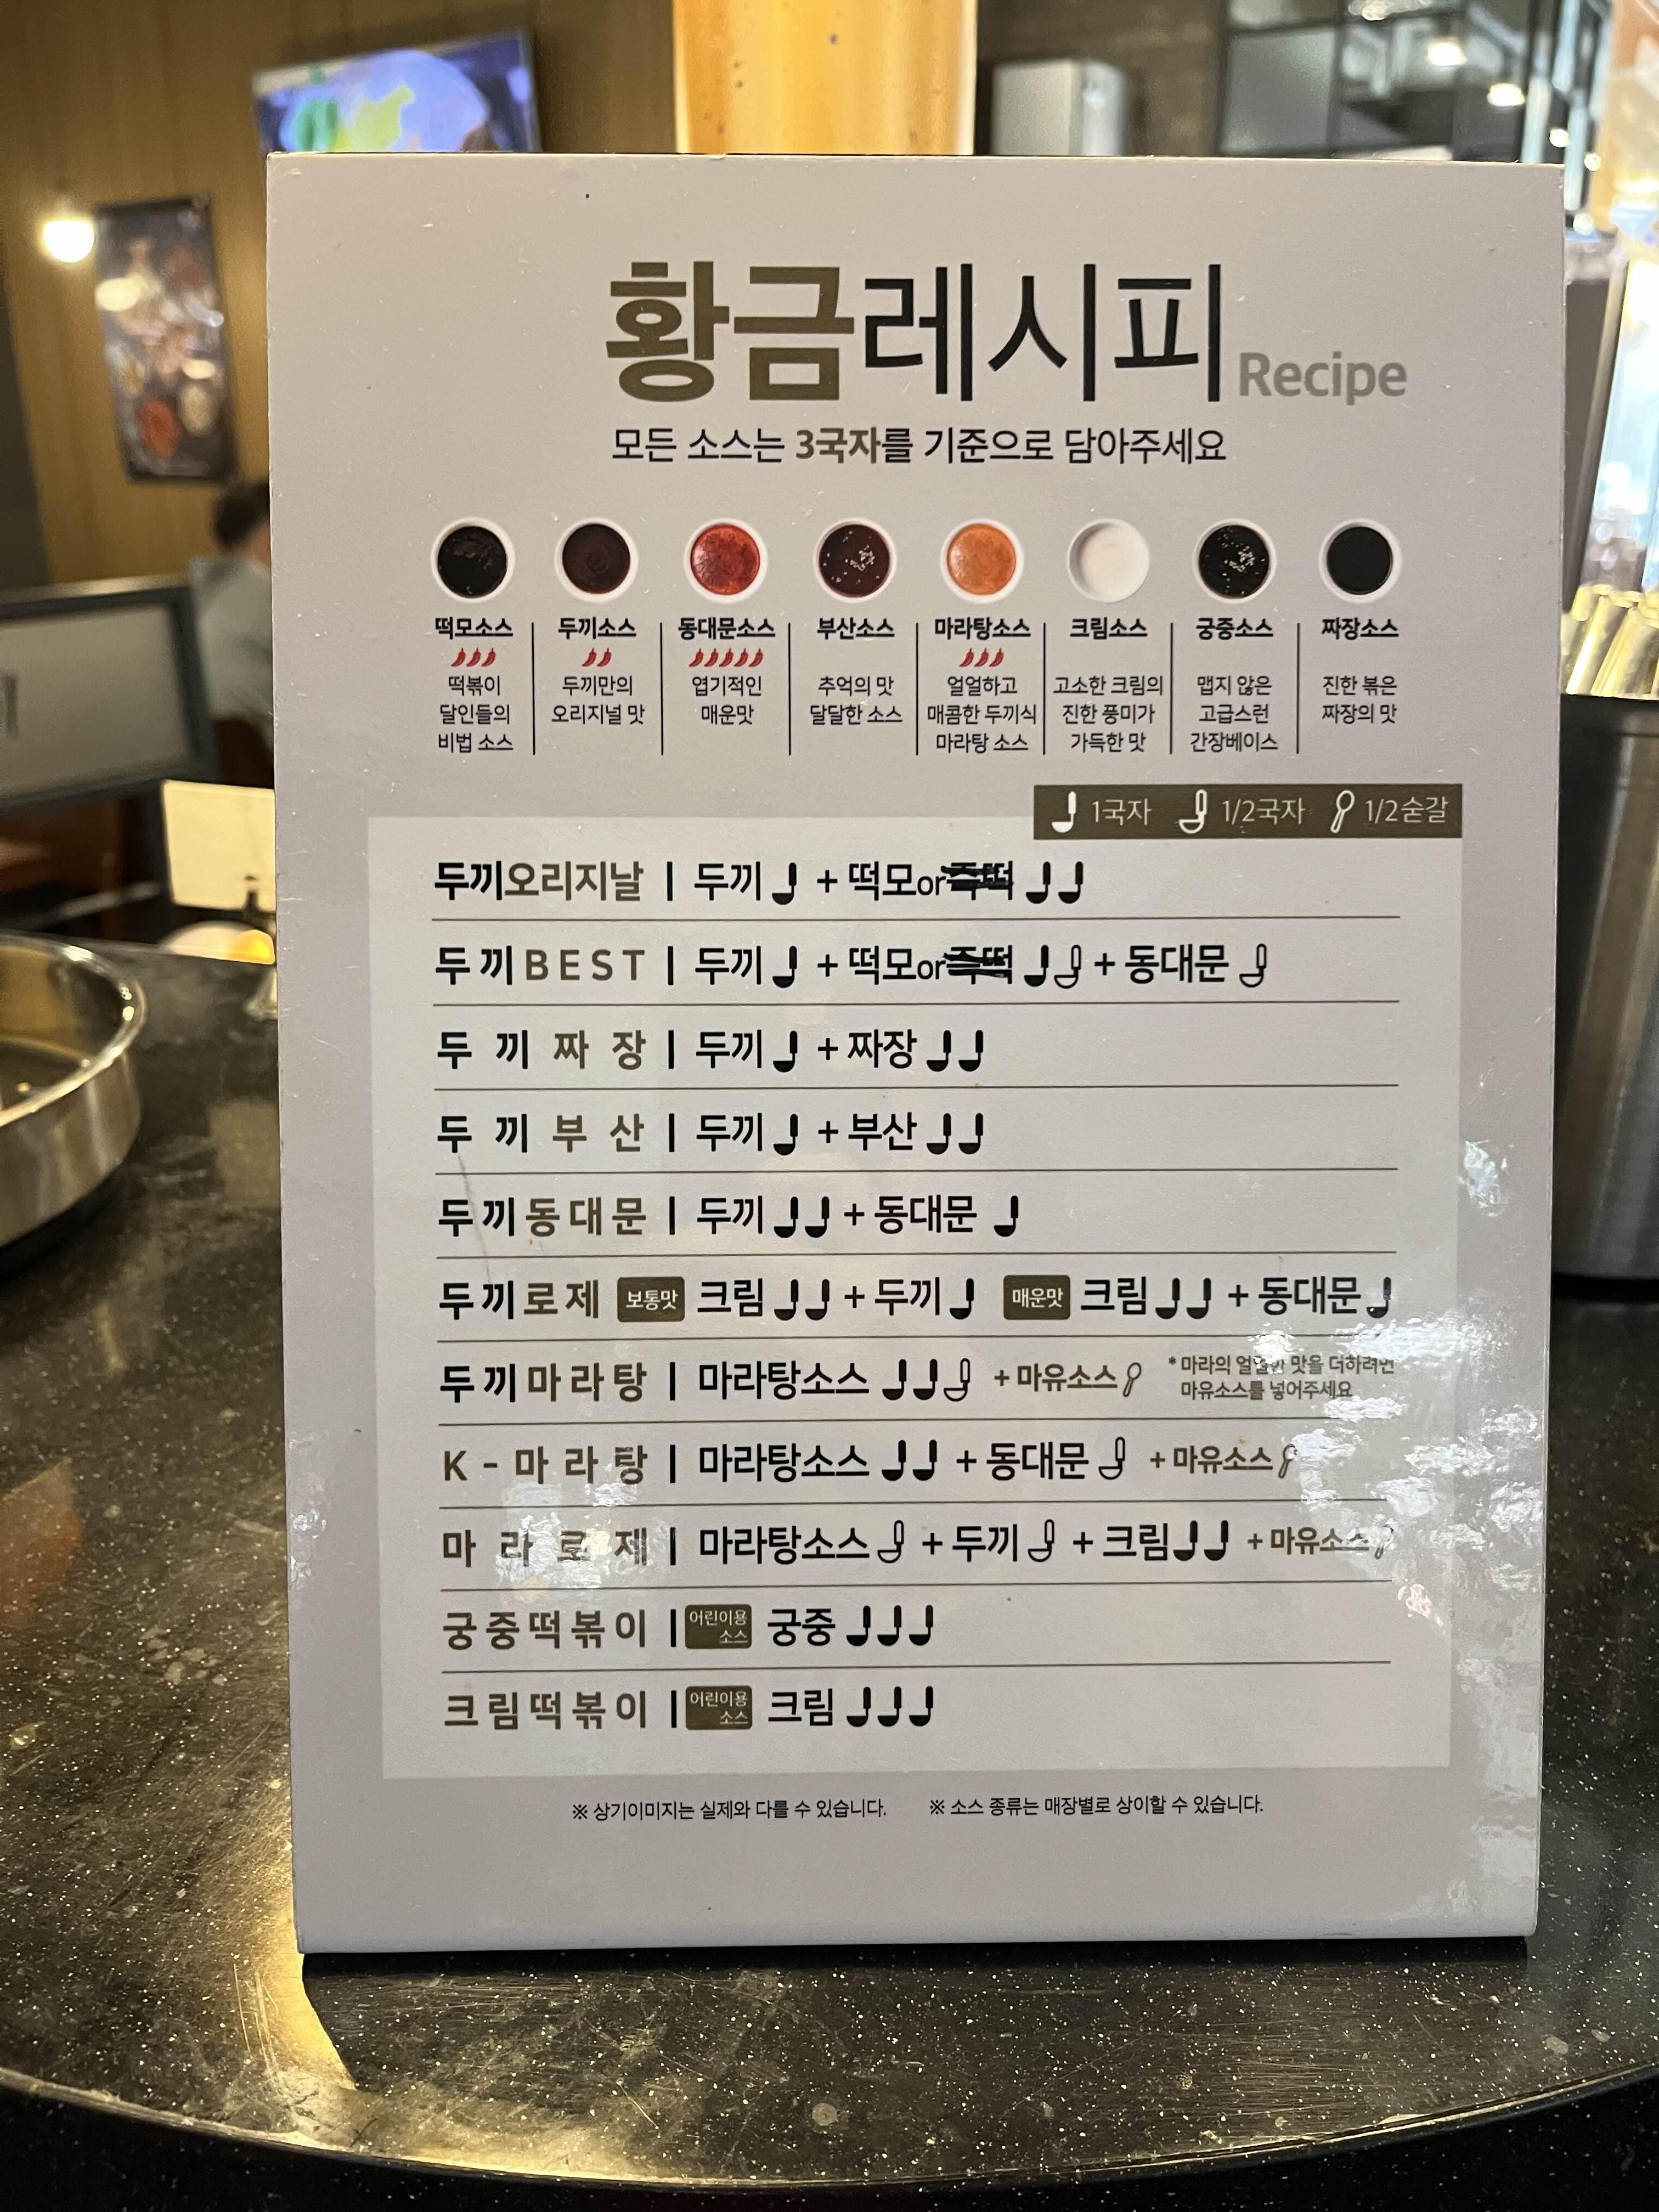 황금레시피 Recipe
모든 소스는 3국자를 기준으로 담아주세요
떡모소스
떡볶이
달인들의
비법 소스
두끼소스
두끼만의
오리지널 맛
동대문소스
엽기적인
매운맛
부산소스
추억의 맛
달달한 소스
마라탕소스
얼얼하고
매콤한 두끼식
마라탕 소스
크림소스
고소한 크림의
진한 풍미가
가득한 맛
궁중소스
맵지 않은
고급스런
간장베이스
짜장소스
진한 볶은
짜장의 맛
1국자 1/2국자 1/2숟갈
두끼오리지날 | 두끼 + 떡모or
두끼BEST | 두끼 + 떡모or + 동대문
두끼짜장 | 두끼 + 짜장
두끼부산 | 두끼 + 부산
두끼동대문 | 두끼 + 동대문
두끼로제 보통맛 크림 + 두끼 매운맛 크림 + 동대문
두끼마라탕 | 마라탕소스 + 마유소스 * 마라의 얼얼한 맛을 더하려면
마유소스를 넣어주세요
K-마라탕 | 마라탕소스 + 동대문 + 마유소스
마라로제 | 마라탕소스 + 두끼 + 크림 + 마유소스
궁중떡볶이 | 어린이용 소스 궁중
크림떡볶이 | 어린이용 소스 크림
※ 상기이미지는 실제와 다를 수 있습니다. ※ 소스 종류는 매장별로 상이할 수 있습니다.